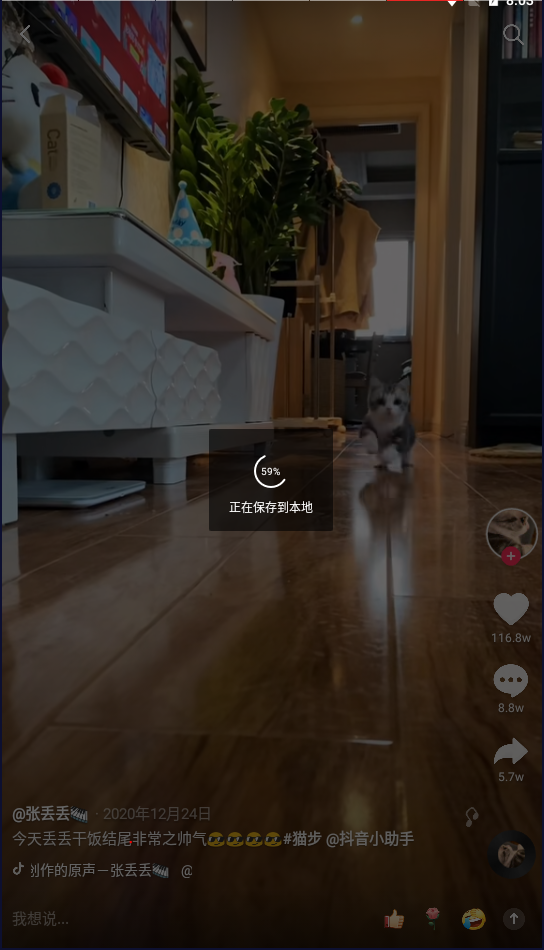 8:03
Cat
59%
正在保存到本地
116.8w
8.8w
5.7w
@张丢丢 · 2020年12月24日
今天丢丢干饭结尾非常之帅气#猫步 @抖音小助手
创作的原声－张丢丢 @
我想说...